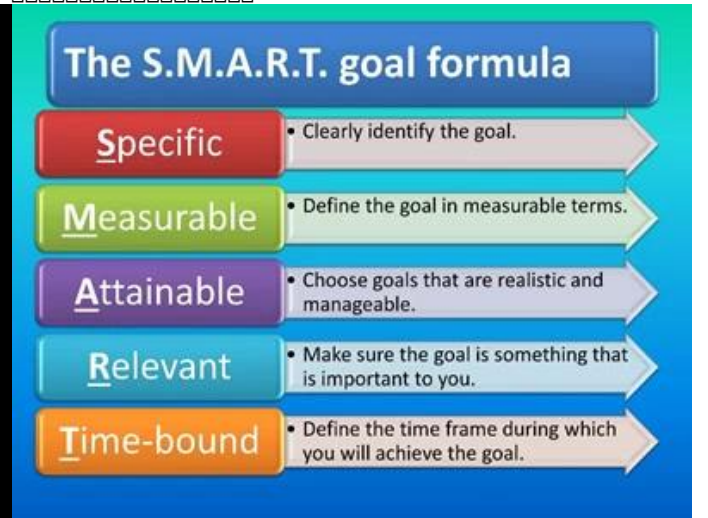 The S.M.A.R.T. goal formula
Specific
• Clearly identify the goal.
Measurable
• Define the goal in measurable terms.
Attainable
• Choose goals that are realistic and
manageable.
Relevant
• Make sure the goal is something that
is important to you.
Time-bound
• Define the time frame during which
you will achieve the goal.